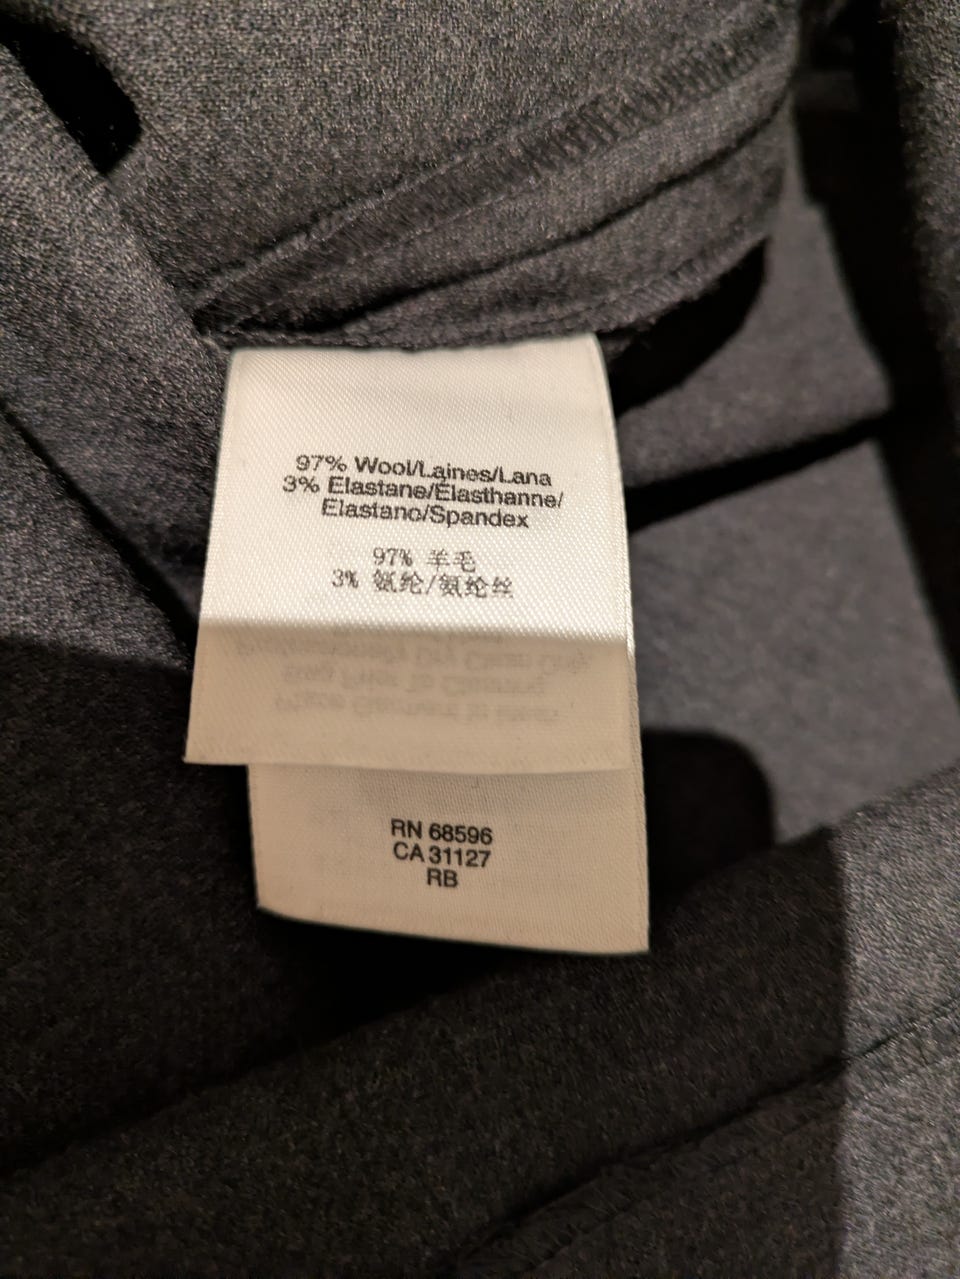 97% Wool/Laines/Lana
3% Elastane/Élasthanne/
Elastano/Spandex
97% 羊毛
3% 氨纶/氨纶丝
RN 68596
CA 31127
RB